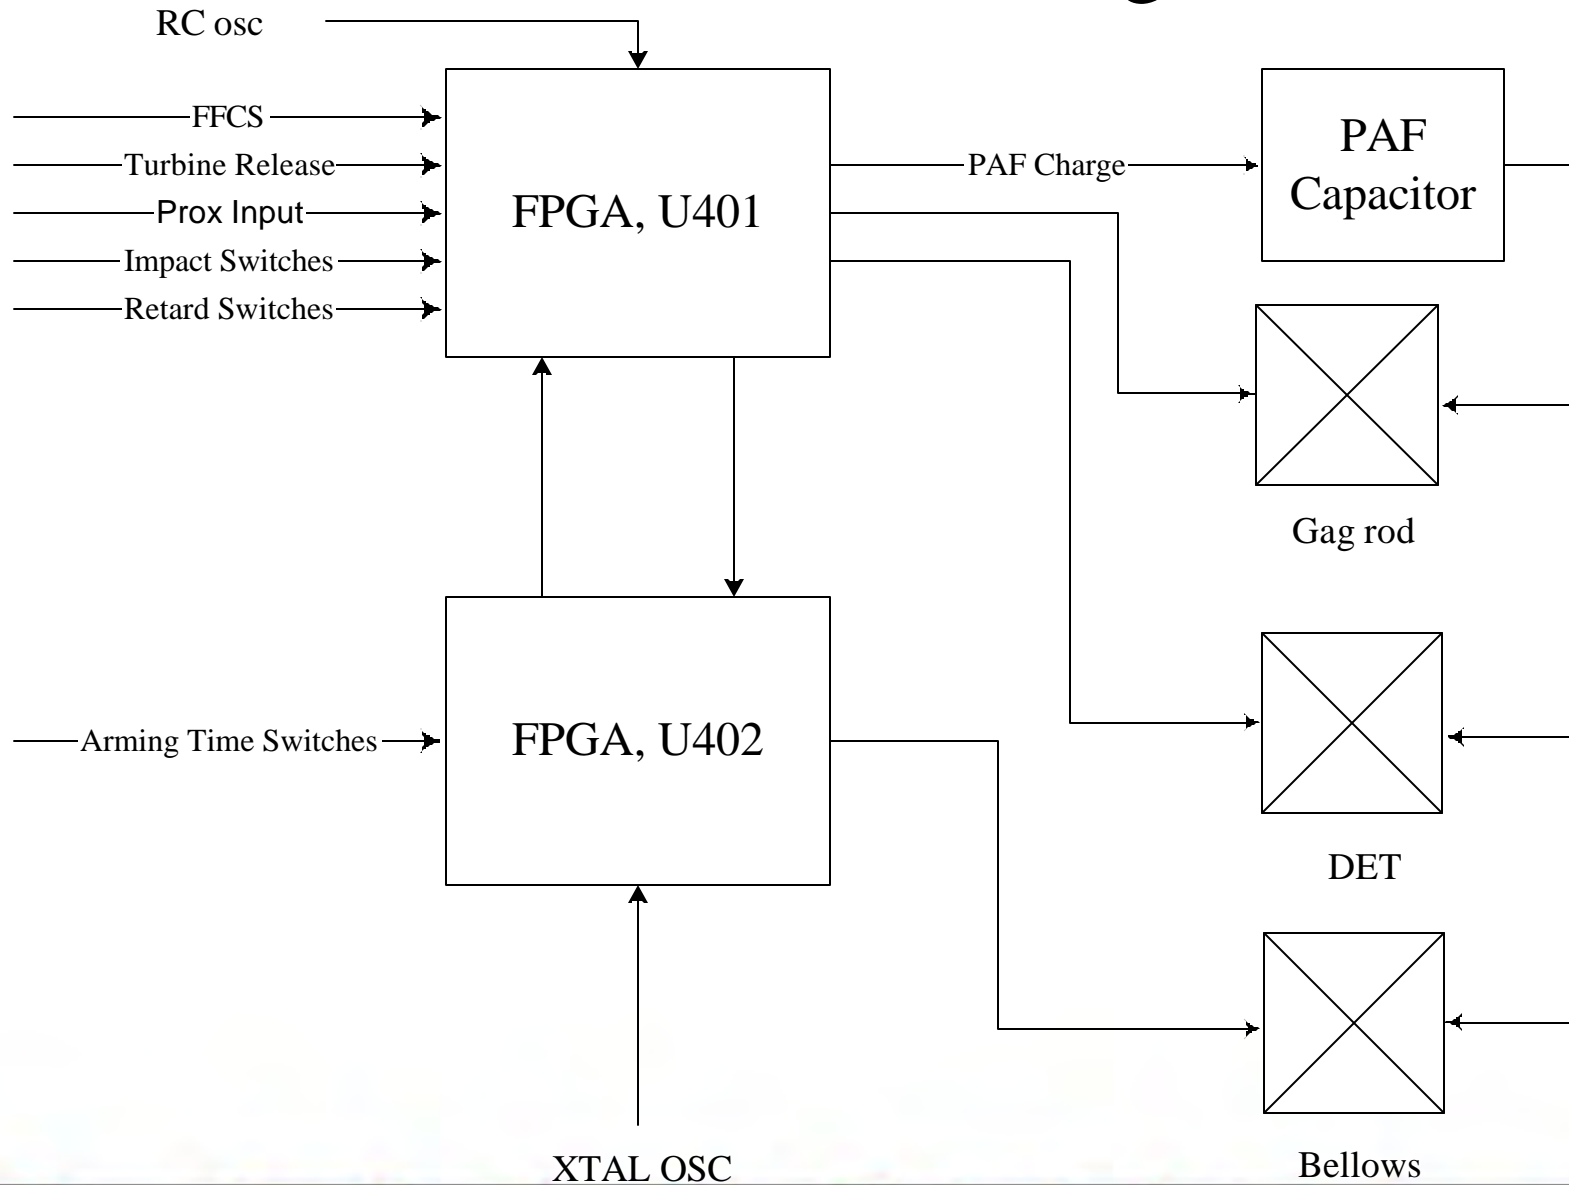 RC osc
FFCS
Turbine Release
Prox Input
Impact Switches
Retard Switches
FPGA, U401
PAF Charge
PAF
Capacitor
Gag rod
Arming Time Switches
FPGA, U402
DET
XTAL OSC
Bellows